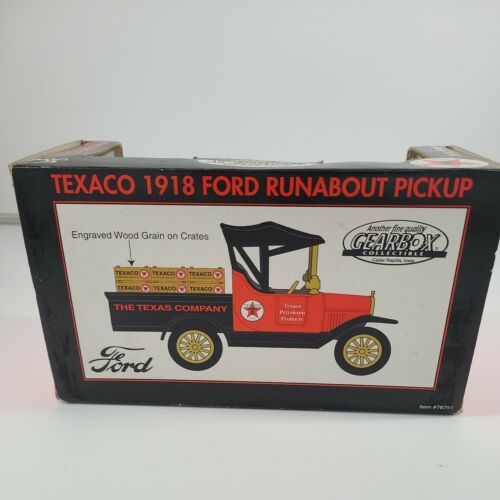 TEXACO 1918 FORD RUNABOUT PICKUP
Engraved Wood Grain on Crates
Another fine quality
GEARBOX
COLLECTIBLE
Cedar Rapids, Iowa
TEXACO TEXACO TEXACO
TEXACO TEXACO TEXACO
THE TEXAS COMPANY
Texaco
Petroleum
Products
The
Ford
Item #76751